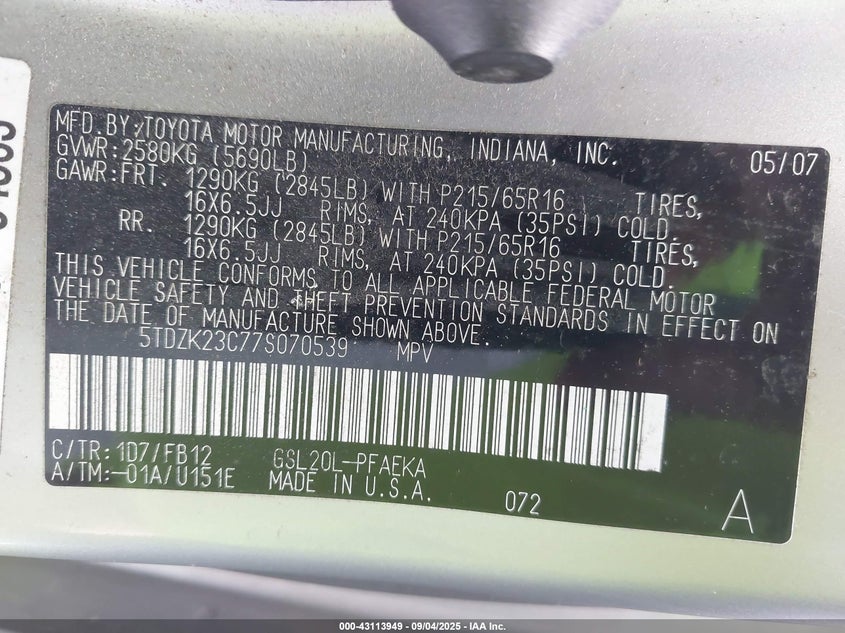 MFD.BY:TOYOTA MOTOR MANUFACTURING, INDIANA, INC. 05/07
GVWR:2580KG (5690LB)
GAWR:FRT. 1290KG (2845LB) WITH P215/65R16 TIRES,
16X6.5JJ RIMS, AT 240KPA (35PSI) COLD.
RR. 1290KG (2845LB) WITH P215/65R16 TIRES,
16X6.5JJ RIMS, AT 240KPA (35PSI) COLD.
THIS VEHICLE CONFORMS TO ALL APPLICABLE FEDERAL MOTOR
VEHICLE SAFETY AND THEFT PREVENTION STANDARDS IN EFFECT ON
THE DATE OF MANUFACTURE SHOWN ABOVE.
5TDZK23C77S070539 MPV
C/TR:1D7/FB12 GSL20L-PFAEKA
A/TM:-01A/U151E MADE IN U.S.A. 072 A
000-43113949 - 09/04/2025 - IAA Inc.